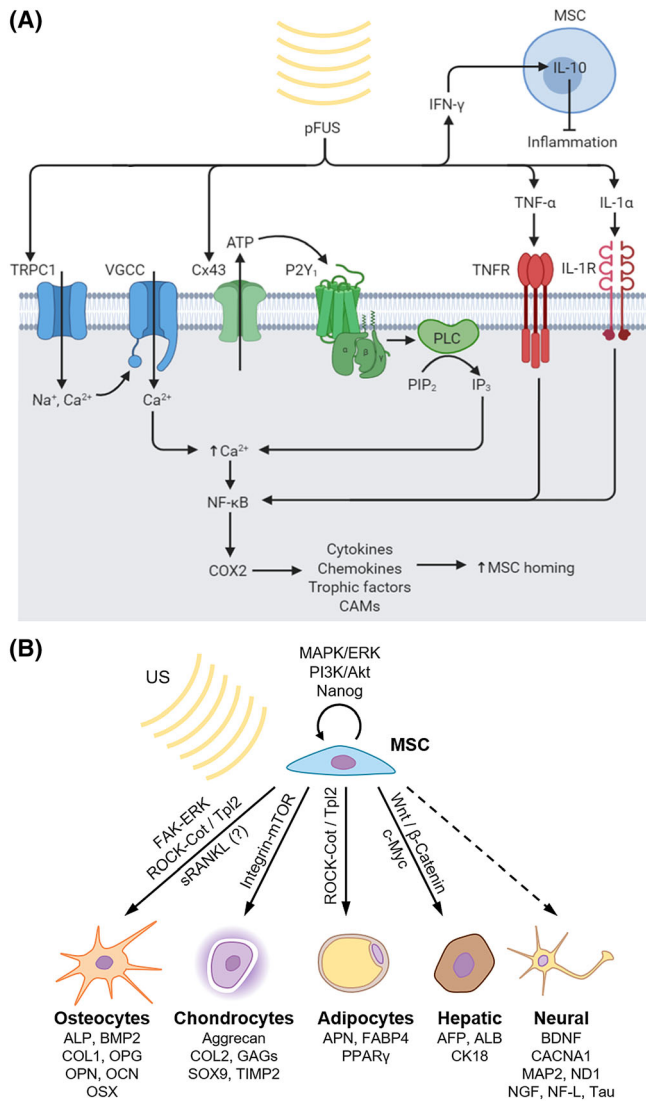 (A)
MSC
IL-10
IFN-γ
pFUS
Inflammation
TNF-α
IL-1α
ATP
TRPC1
VGCC
Cx43
P2Y₁
TNFR
IL-1R
α
β
γ
PLC
Na⁺, Ca²⁺
Ca²⁺
PIP₂
IP₃
↑Ca²⁺
NF-κB
COX2
Cytokines
Chemokines
Trophic factors
CAMs
↑MSC homing
(B)
US
MAPK/ERK
PI3K/Akt
Nanog
MSC
FAK-ERK
ROCK-Cot / Tpl2
sRANKL (?)
Integrin-mTOR
ROCK-Cot / Tpl2
Wnt / β-Catenin
c-Myc
Osteocytes
ALP, BMP2
COL1, OPG
OPN, OCN
OSX
Chondrocytes
Aggrecan
COL2, GAGs
SOX9, TIMP2
Adipocytes
APN, FABP4
PPARγ
Hepatic
AFP, ALB
CK18
Neural
BDNF
CACNA1
MAP2, ND1
NGF, NF-L, Tau